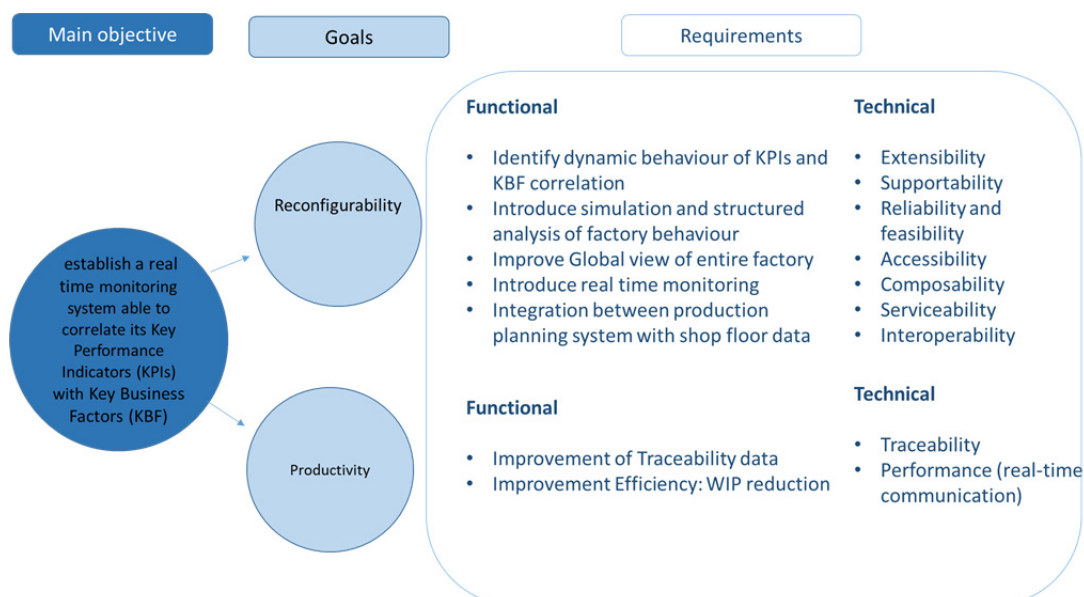 Main objective
Goals
Requirements
establish a real
time monitoring
system able to
correlate its Key
Performance
Indicators (KPIs)
with Key Business
Factors (KBF)
Reconfigurability
Productivity
Functional
• Identify dynamic behaviour of KPIs and
KBF correlation
• Introduce simulation and structured
analysis of factory behaviour
• Improve Global view of entire factory
• Introduce real time monitoring
• Integration between production
planning system with shop floor data
Technical
• Extensibility
• Supportability
• Reliability and
feasibility
• Accessibility
• Composability
• Serviceability
• Interoperability
Functional
• Improvement of Traceability data
• Improvement Efficiency: WIP reduction
Technical
• Traceability
• Performance (real-time
communication)